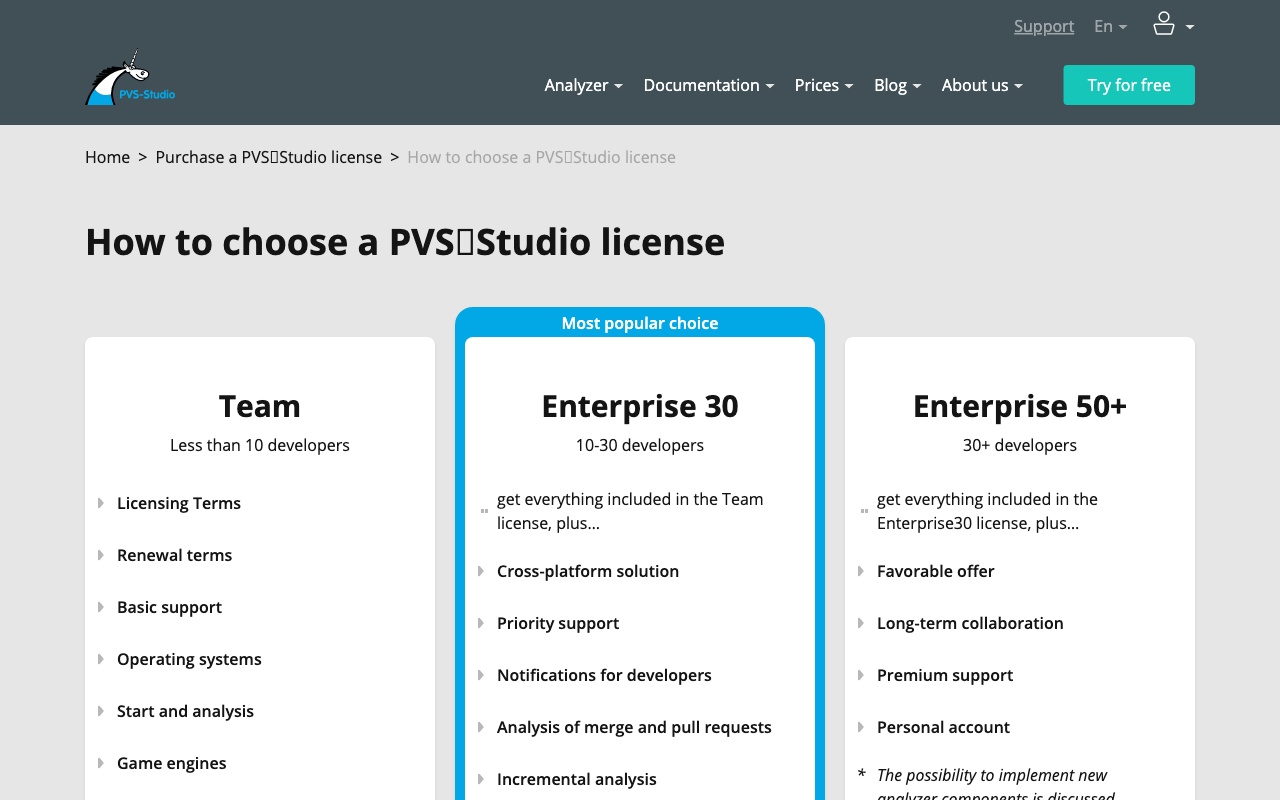 Support En
PVS-Studio
Analyzer Documentation Prices Blog About us Try for free
Home > Purchase a PVS▯Studio license > How to choose a PVS▯Studio license
How to choose a PVS▯Studio license
Most popular choice
Team
Less than 10 developers
Licensing Terms
Renewal terms
Basic support
Operating systems
Start and analysis
Game engines
Enterprise 30
10-30 developers
get everything included in the Team
license, plus...
Cross-platform solution
Priority support
Notifications for developers
Analysis of merge and pull requests
Incremental analysis
Enterprise 50+
30+ developers
get everything included in the
Enterprise30 license, plus...
Favorable offer
Long-term collaboration
Premium support
Personal account
* The possibility to implement new
analyzer components is discussed